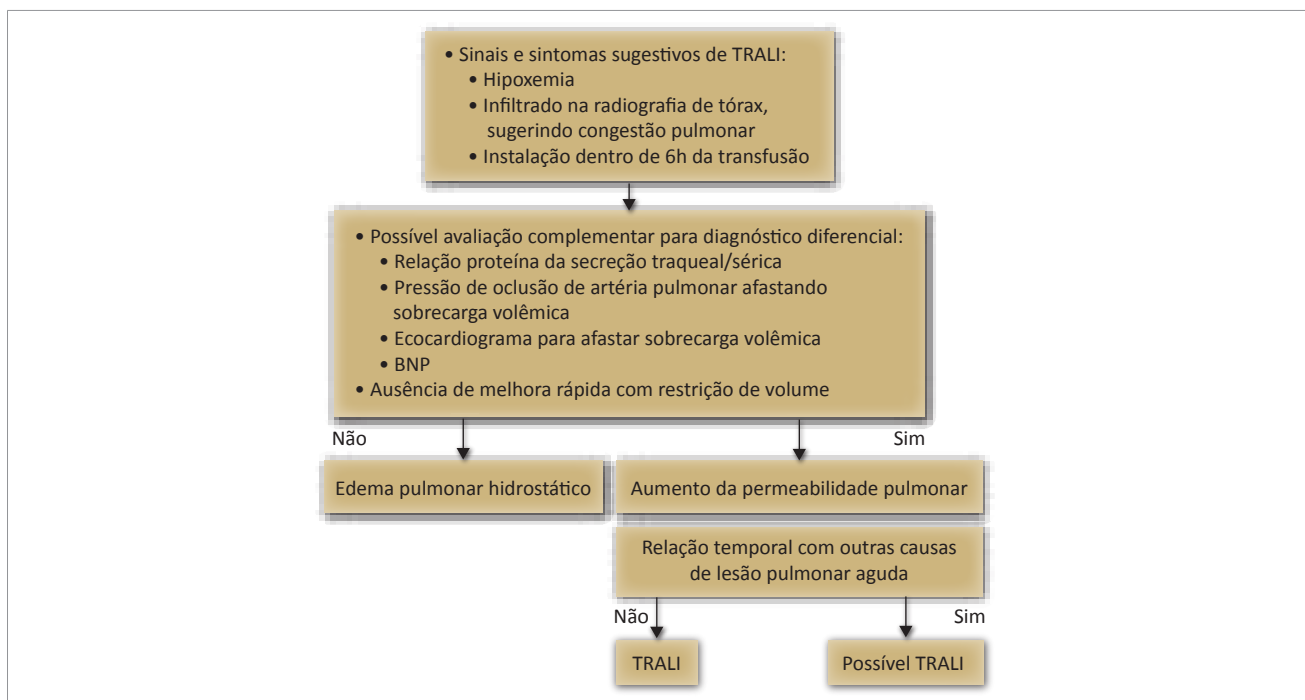 • Sinais e sintomas sugestivos de TRALI:
• Hipoxemia
• Infiltrado na radiografia de tórax,
sugerindo congestão pulmonar
• Instalação dentro de 6h da transfusão
• Possível avaliação complementar para diagnóstico diferencial:
• Relação proteína da secreção traqueal/sérica
• Pressão de oclusão de artéria pulmonar afastando
sobrecarga volêmica
• Ecocardiograma para afastar sobrecarga volêmica
• BNP
• Ausência de melhora rápida com restrição de volume
Não
Sim
Edema pulmonar hidrostático
Aumento da permeabilidade pulmonar
Relação temporal com outras causas
de lesão pulmonar aguda
Não
Sim
TRALI
Possível TRALI